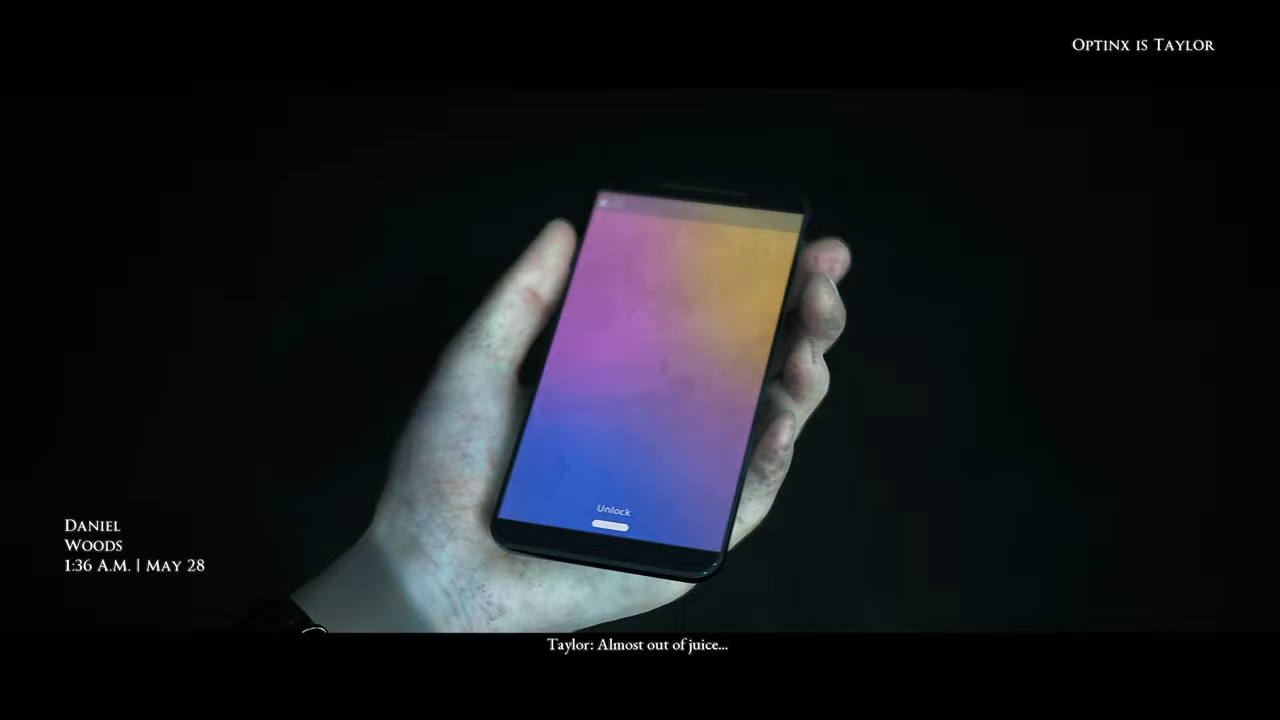 Optinx is Taylor
Unlock
Daniel
Woods
1:36 A.M. | May 28
Taylor: Almost out of juice...